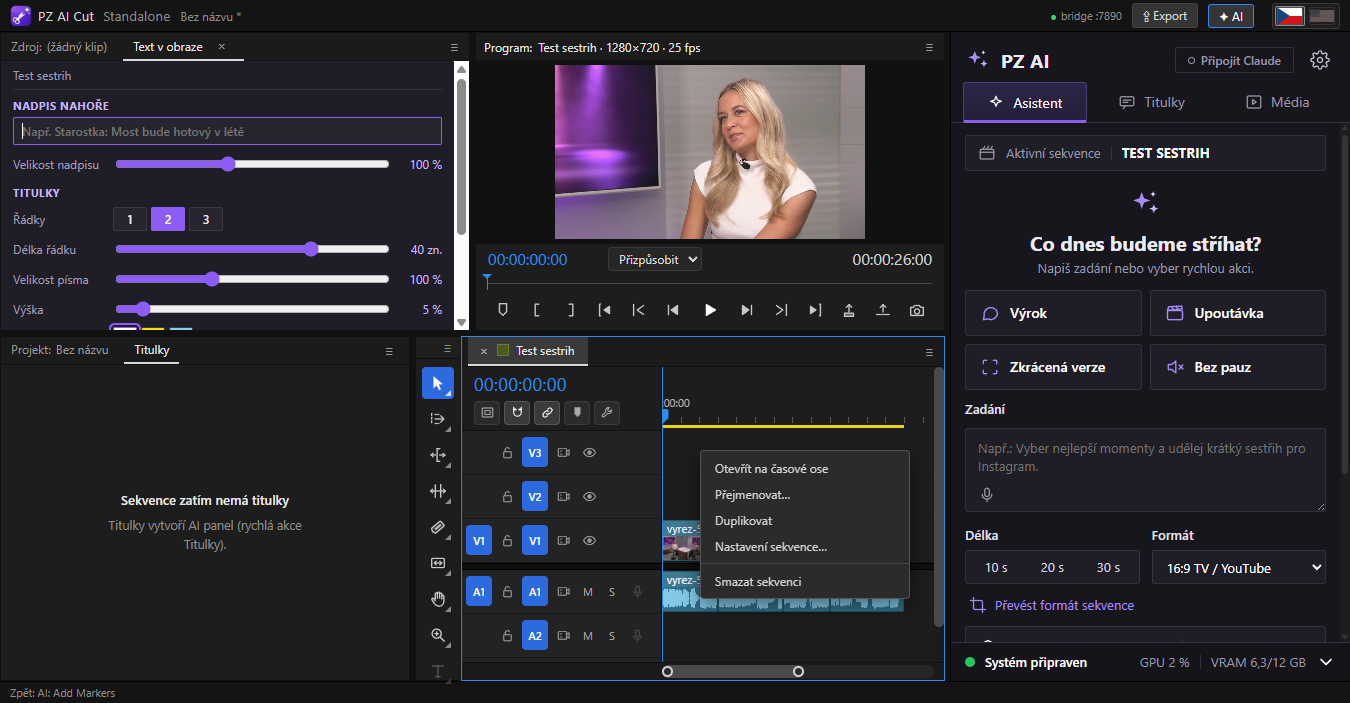 PZ AI Cut Standalone Bez názvu *
bridge :7890 Export AI
Zdroj: (žádný klip) Text v obraze ×
Test sestrih
NADPIS NAHOŘE
Např. Starostka: Most bude hotový v létě
Velikost nadpisu 100 %
TITULKY
Řádky 1 2 3
Délka řádku 40 zn.
Velikost písma 100 %
Výška 5 %
Program: Test sestrih · 1280×720 · 25 fps
00:00:00:00 Přizpůsobit 00:00:26:00
Projekt: Bez názvu Titulky
Sekvence zatím nemá titulky
Titulky vytvoří AI panel (rychlá akce
Titulky).
× Test sestrih
00:00:00:00
00:00
V3
V2
V1 V1
A1 A1 M S
A2 M S
vyrez-
vyrez-
Otevřít na časové ose
Přejmenovat...
Duplikovat
Nastavení sekvence...
Smazat sekvenci
PZ AI Připojit Claude
Asistent Titulky Média
Aktivní sekvence TEST SESTRIH
Co dnes budeme stříhat?
Napiš zadání nebo vyber rychlou akci.
Výrok Upoutávka
Zkrácená verze Bez pauz
Zadání
Např.: Vyber nejlepší momenty a udělej krátký sestřih pro
Instagram.
Délka Formát
10 s 20 s 30 s 16:9 TV / YouTube
Převést formát sekvence
Systém připraven GPU 2 % VRAM 6,3/12 GB
Zpět: AI: Add Markers